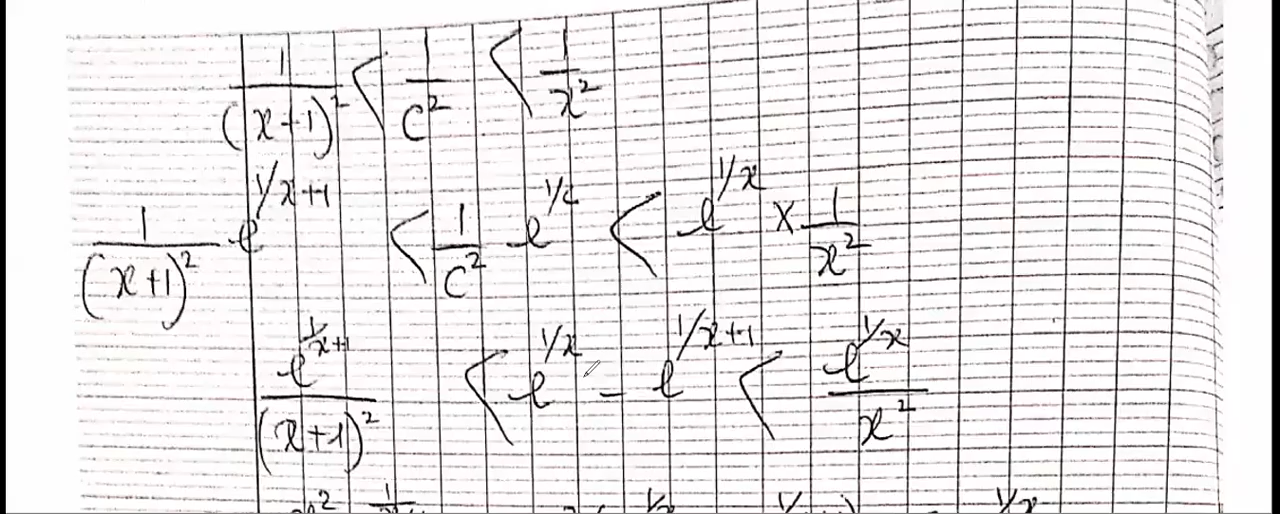 1/(x+1)² < 1/c² < 1/x²
1/(x+1)² e^(1/x+1) < 1/c² e^(1/c) < e^(1/x) × 1/x²
e^(1/x+1)/(x+1)² < e^(1/x) - e^(1/x+1) < e^(1/x)/x²